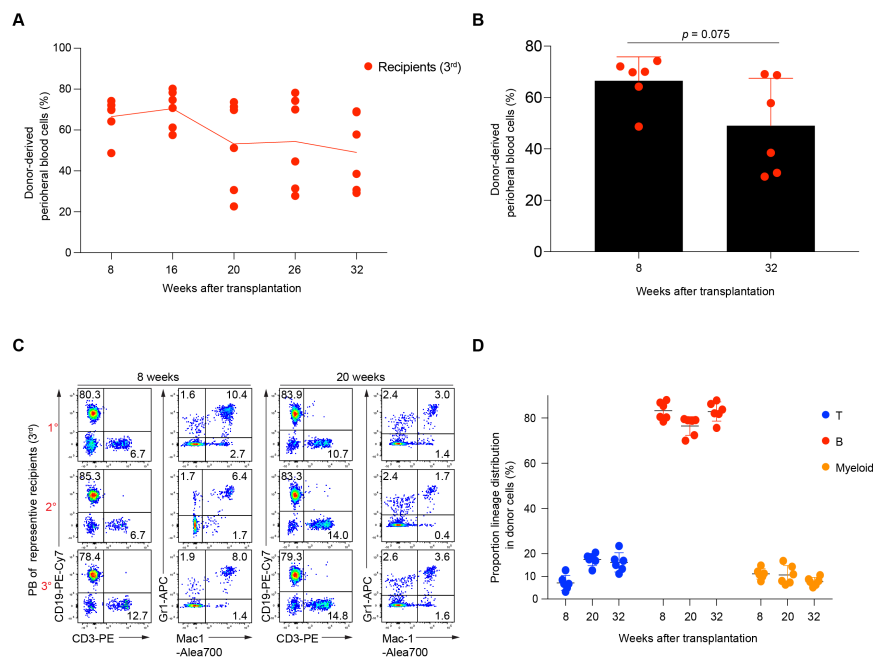 A
100
80
60
40
20
0
Donor-derived
perioheral blood cells (%)
Recipients (3rd)
8 16 20 26 32
Weeks after transplantation
B
p = 0.075
80
60
40
20
0
Donor-derived
perioheral blood cells (%)
8 32
Weeks after transplantation
C
8 weeks 20 weeks
PB of representive recipients (3rd)
1°
80.3 6.7
1.6 10.4 2.7
83.9 10.7
2.4 3.0 1.4
2°
85.3 6.7
1.7 6.4 1.7
83.3 14.0
2.4 1.7 0.4
3°
78.4 12.7
1.9 8.0 1.4
79.3 14.8
2.6 3.6 1.6
CD19-PE-Cy7
Gr1-APC
CD19-PE-Cy7
Gr1-APC
CD3-PE
Mac1
-Alea700
CD3-PE
Mac-1
-Alea700
D
80
60
40
20
10
0
Proportion lineage distribution
in donor cells (%)
T
B
Myeloid
8 20 32 8 20 32 8 20 32
Weeks after transplantation